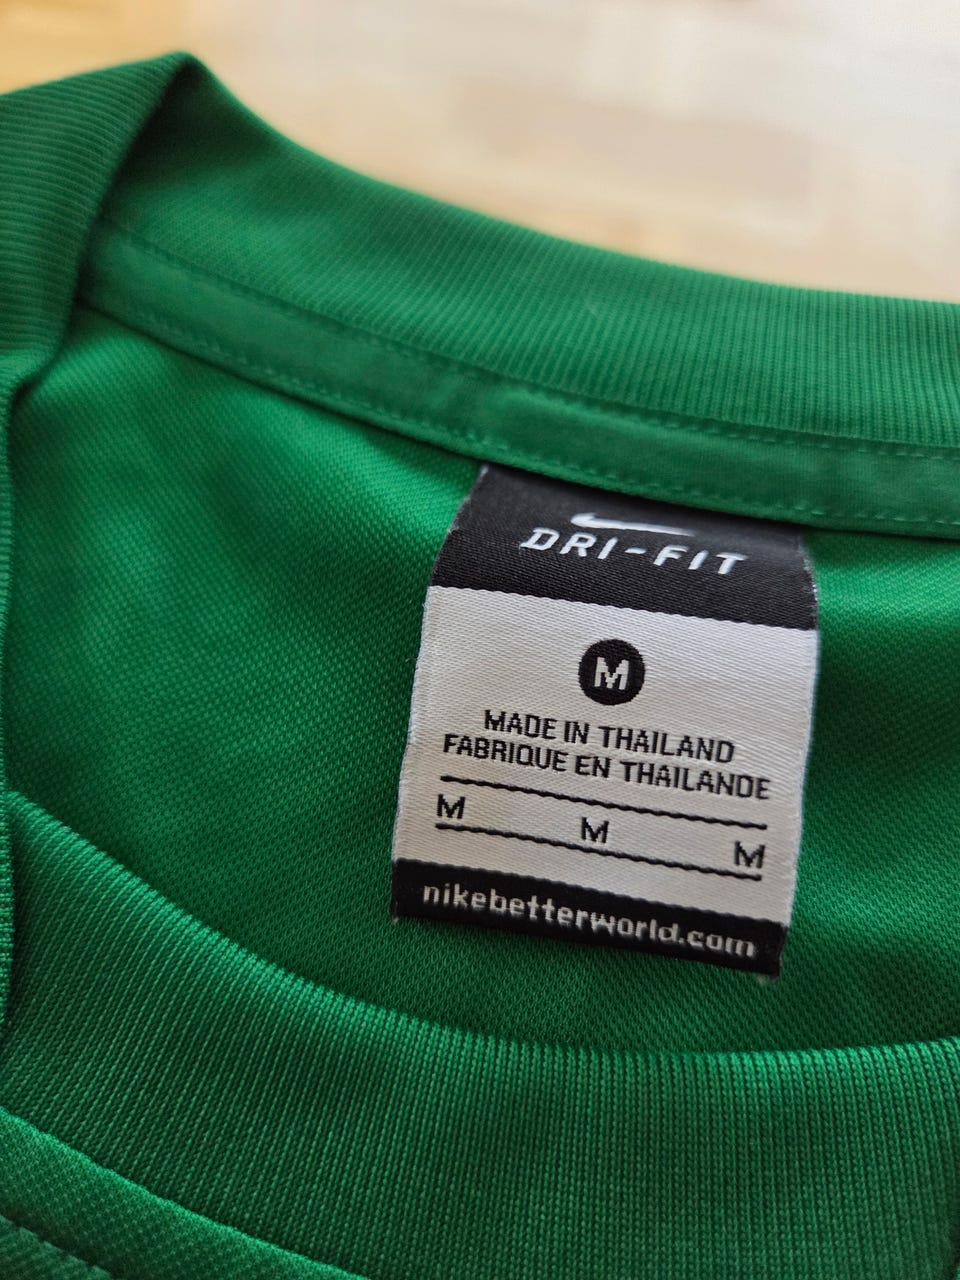 DRI-FIT
M
MADE IN THAILAND
FABRIQUE EN THAILANDE
M M M
nikebetterworld.com